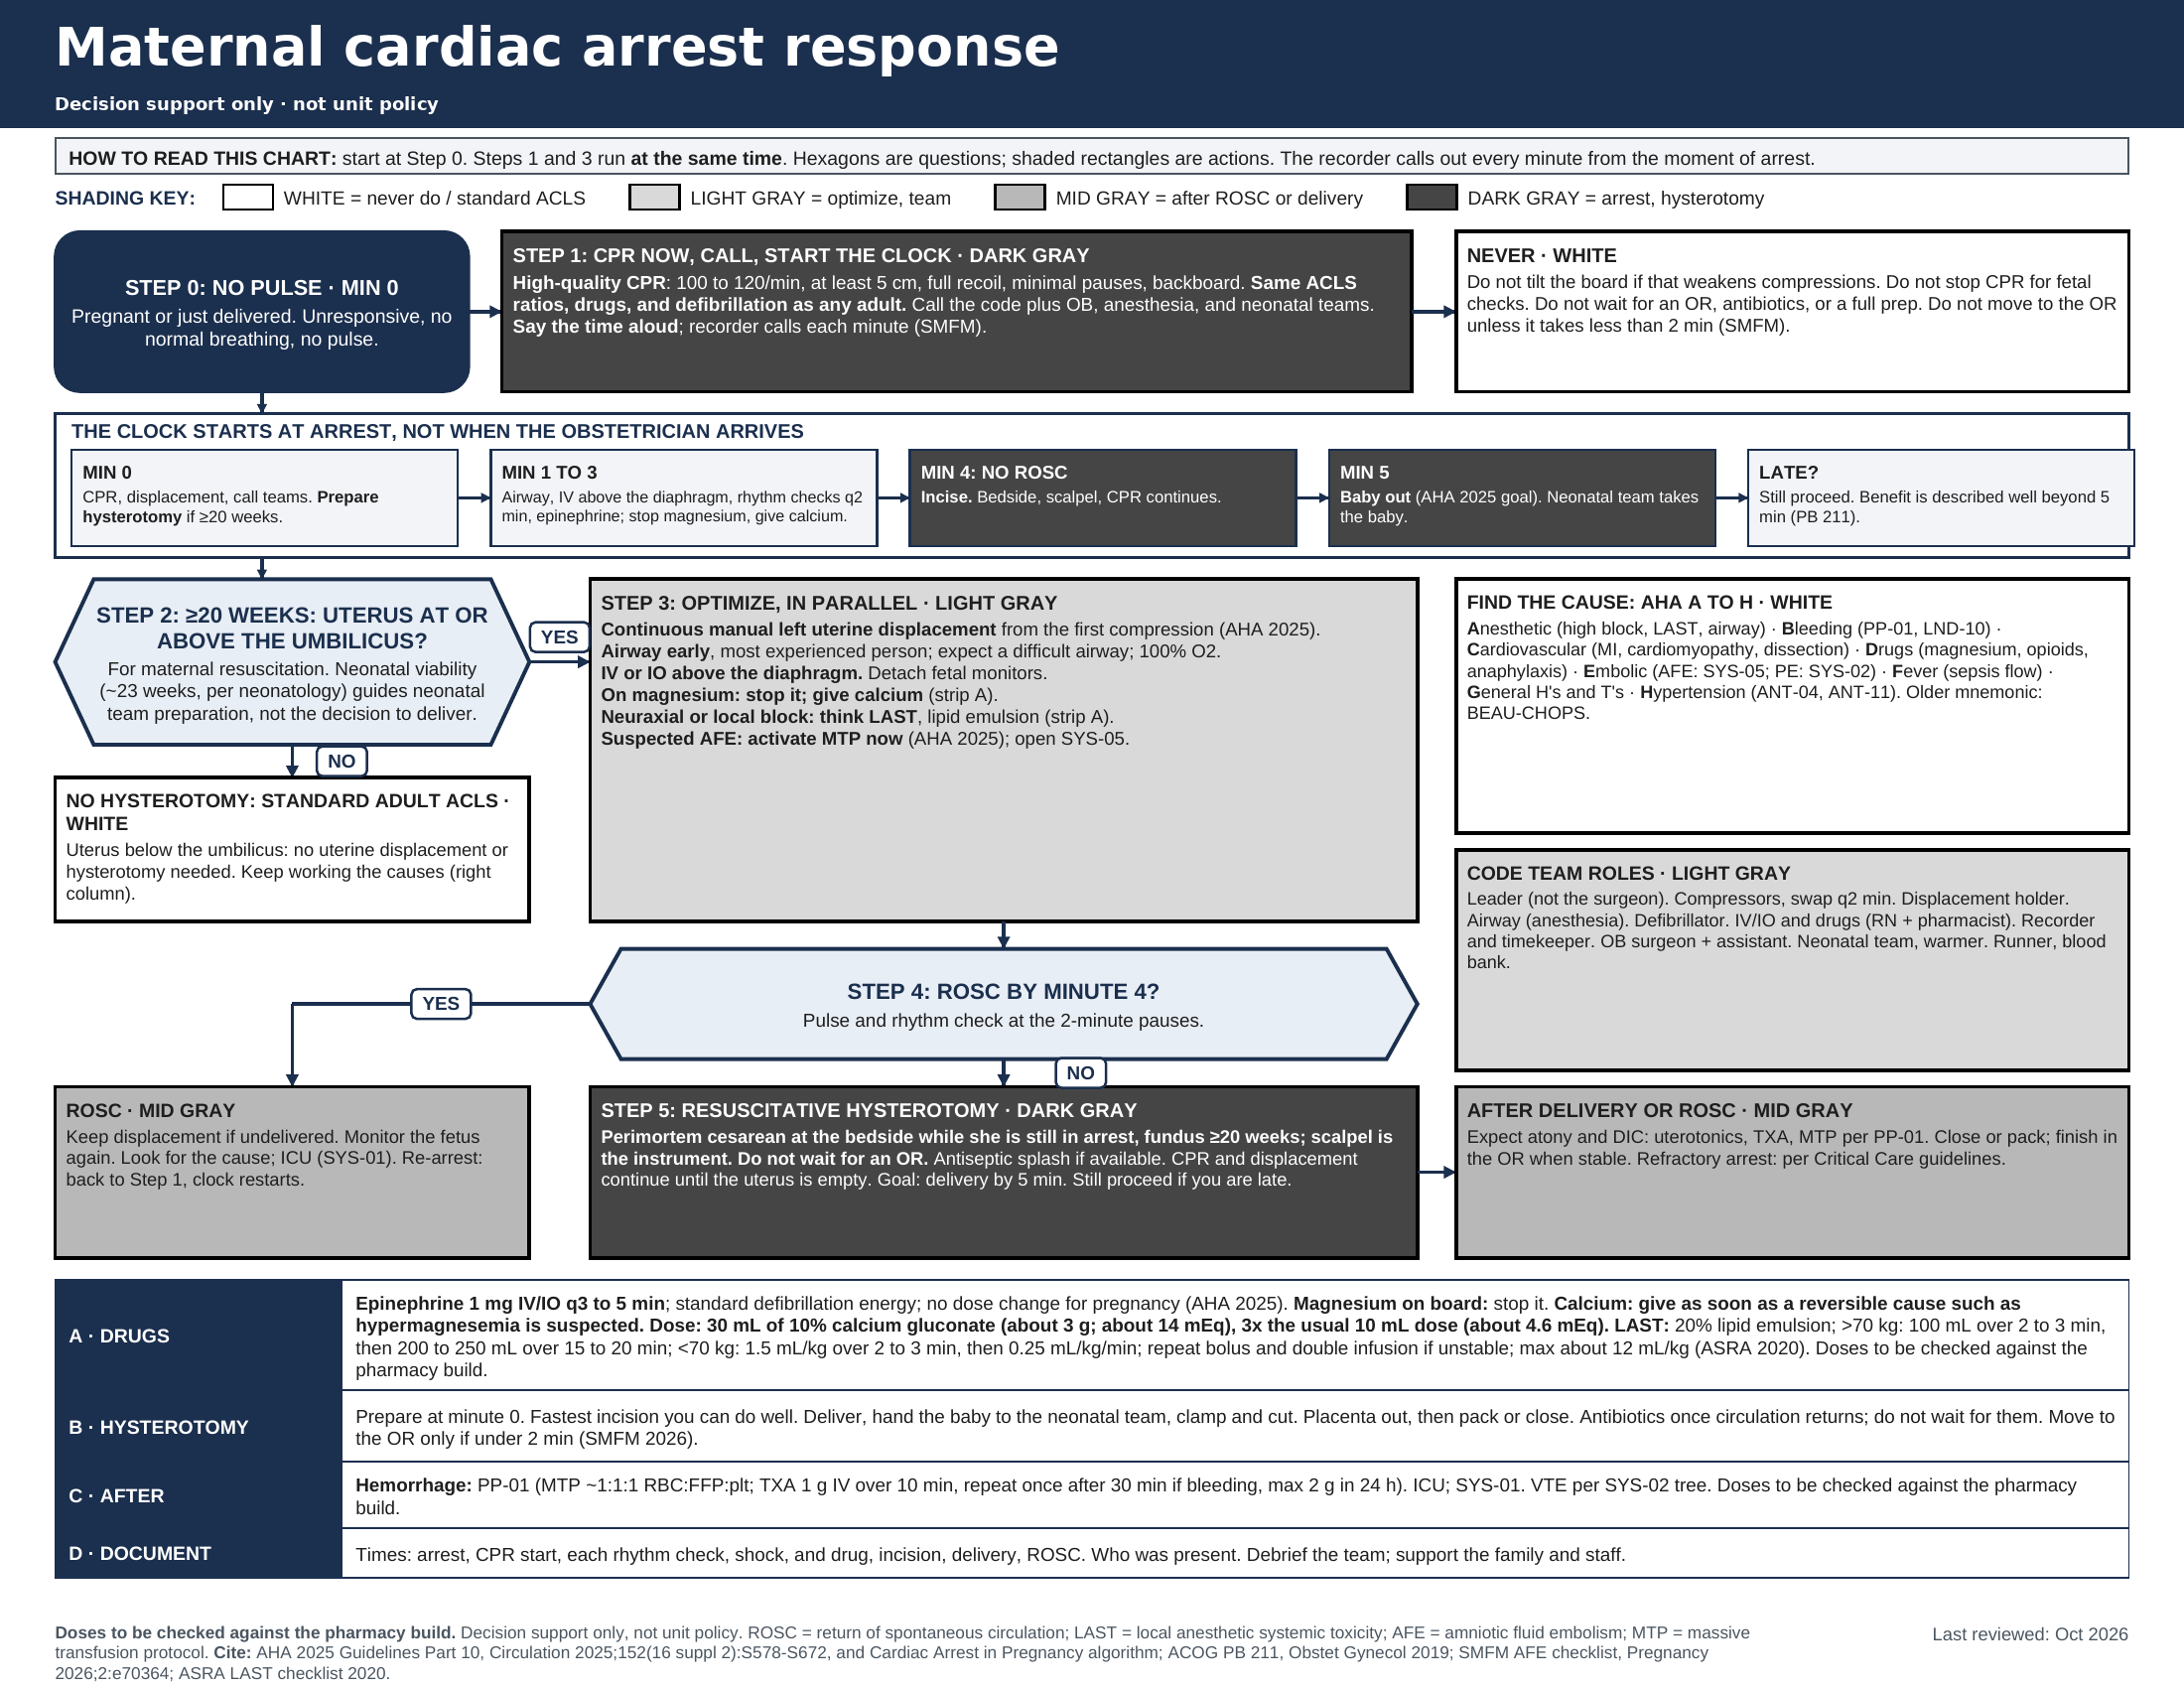 Maternal cardiac arrest response
Decision support only · not unit policy
HOW TO READ THIS CHART: start at Step 0. Steps 1 and 3 run at the same time. Hexagons are questions; shaded rectangles are actions. The recorder calls out every minute from the moment of arrest.
SHADING KEY:
WHITE = never do / standard ACLS
LIGHT GRAY = optimize, team
MID GRAY = after ROSC or delivery
DARK GRAY = arrest, hysterotomy
STEP 0: NO PULSE · MIN 0
Pregnant or just delivered. Unresponsive, no
normal breathing, no pulse.
STEP 1: CPR NOW, CALL, START THE CLOCK · DARK GRAY
High-quality CPR: 100 to 120/min, at least 5 cm, full recoil, minimal pauses, backboard. Same ACLS
ratios, drugs, and defibrillation as any adult. Call the code plus OB, anesthesia, and neonatal teams.
Say the time aloud; recorder calls each minute (SMFM).
NEVER · WHITE
Do not tilt the board if that weakens compressions. Do not stop CPR for fetal
checks. Do not wait for an OR, antibiotics, or a full prep. Do not move to the OR
unless it takes less than 2 min (SMFM).
THE CLOCK STARTS AT ARREST, NOT WHEN THE OBSTETRICIAN ARRIVES
MIN 0
CPR, displacement, call teams. Prepare
hysterotomy if ≥20 weeks.
MIN 1 TO 3
Airway, IV above the diaphragm, rhythm checks q2
min, epinephrine; stop magnesium, give calcium.
MIN 4: NO ROSC
Incise. Bedside, scalpel, CPR continues.
MIN 5
Baby out (AHA 2025 goal). Neonatal team takes
the baby.
LATE?
Still proceed. Benefit is described well beyond 5
min (PB 211).
STEP 2: ≥20 WEEKS: UTERUS AT OR
ABOVE THE UMBILICUS?
For maternal resuscitation. Neonatal viability
(~23 weeks, per neonatology) guides neonatal
team preparation, not the decision to deliver.
YES
NO
STEP 3: OPTIMIZE, IN PARALLEL · LIGHT GRAY
Continuous manual left uterine displacement from the first compression (AHA 2025).
Airway early, most experienced person; expect a difficult airway; 100% O2.
IV or IO above the diaphragm. Detach fetal monitors.
On magnesium: stop it; give calcium (strip A).
Neuraxial or local block: think LAST, lipid emulsion (strip A).
Suspected AFE: activate MTP now (AHA 2025); open SYS-05.
FIND THE CAUSE: AHA A TO H · WHITE
Anesthetic (high block, LAST, airway) · Bleeding (PP-01, LND-10) ·
Cardiovascular (MI, cardiomyopathy, dissection) · Drugs (magnesium, opioids,
anaphylaxis) · Embolic (AFE: SYS-05; PE: SYS-02) · Fever (sepsis flow) ·
General H's and T's · Hypertension (ANT-04, ANT-11). Older mnemonic:
BEAU-CHOPS.
NO HYSTEROTOMY: STANDARD ADULT ACLS ·
WHITE
Uterus below the umbilicus: no uterine displacement or
hysterotomy needed. Keep working the causes (right
column).
CODE TEAM ROLES · LIGHT GRAY
Leader (not the surgeon). Compressors, swap q2 min. Displacement holder.
Airway (anesthesia). Defibrillator. IV/IO and drugs (RN + pharmacist). Recorder
and timekeeper. OB surgeon + assistant. Neonatal team, warmer. Runner, blood
bank.
STEP 4: ROSC BY MINUTE 4?
Pulse and rhythm check at the 2-minute pauses.
YES
NO
ROSC · MID GRAY
Keep displacement if undelivered. Monitor the fetus
again. Look for the cause; ICU (SYS-01). Re-arrest:
back to Step 1, clock restarts.
STEP 5: RESUSCITATIVE HYSTEROTOMY · DARK GRAY
Perimortem cesarean at the bedside while she is still in arrest, fundus ≥20 weeks; scalpel is
the instrument. Do not wait for an OR. Antiseptic splash if available. CPR and displacement
continue until the uterus is empty. Goal: delivery by 5 min. Still proceed if you are late.
AFTER DELIVERY OR ROSC · MID GRAY
Expect atony and DIC: uterotonics, TXA, MTP per PP-01. Close or pack; finish in
the OR when stable. Refractory arrest: per Critical Care guidelines.
A · DRUGS
Epinephrine 1 mg IV/IO q3 to 5 min; standard defibrillation energy; no dose change for pregnancy (AHA 2025). Magnesium on board: stop it. Calcium: give as soon as a reversible cause such as
hypermagnesemia is suspected. Dose: 30 mL of 10% calcium gluconate (about 3 g; about 14 mEq), 3x the usual 10 mL dose (about 4.6 mEq). LAST: 20% lipid emulsion; >70 kg: 100 mL over 2 to 3 min,
then 200 to 250 mL over 15 to 20 min; <70 kg: 1.5 mL/kg over 2 to 3 min, then 0.25 mL/kg/min; repeat bolus and double infusion if unstable; max about 12 mL/kg (ASRA 2020). Doses to be checked against the
pharmacy build.
B · HYSTEROTOMY
Prepare at minute 0. Fastest incision you can do well. Deliver, hand the baby to the neonatal team, clamp and cut. Placenta out, then pack or close. Antibiotics once circulation returns; do not wait for them. Move to
the OR only if under 2 min (SMFM 2026).
C · AFTER
Hemorrhage: PP-01 (MTP ~1:1:1 RBC:FFP:plt; TXA 1 g IV over 10 min, repeat once after 30 min if bleeding, max 2 g in 24 h). ICU; SYS-01. VTE per SYS-02 tree. Doses to be checked against the pharmacy
build.
D · DOCUMENT
Times: arrest, CPR start, each rhythm check, shock, and drug, incision, delivery, ROSC. Who was present. Debrief the team; support the family and staff.
Doses to be checked against the pharmacy build. Decision support only, not unit policy. ROSC = return of spontaneous circulation; LAST = local anesthetic systemic toxicity; AFE = amniotic fluid embolism; MTP = massive
transfusion protocol. Cite: AHA 2025 Guidelines Part 10, Circulation 2025;152(16 suppl 2):S578-S672, and Cardiac Arrest in Pregnancy algorithm; ACOG PB 211, Obstet Gynecol 2019; SMFM AFE checklist, Pregnancy
2026;2:e70364; ASRA LAST checklist 2020.
Last reviewed: Oct 2026